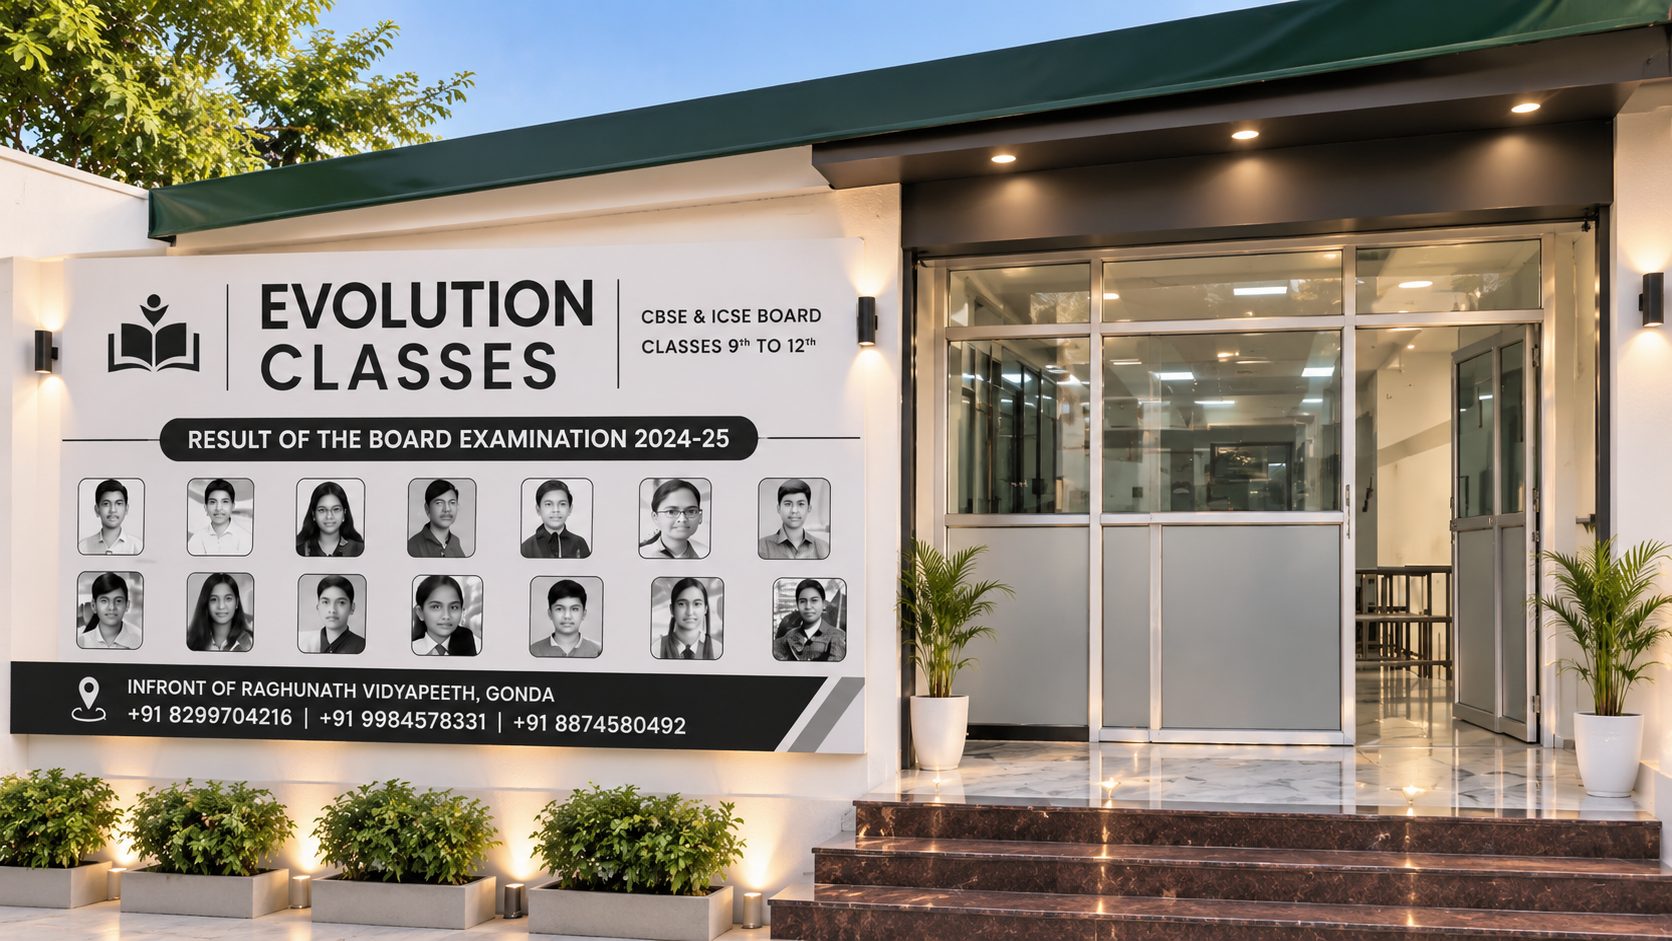 EVOLUTION
CLASSES
CBSE & ICSE BOARD
CLASSES 9th TO 12th
RESULT OF THE BOARD EXAMINATION 2024-25
INFRONT OF RAGHUNATH VIDYAPEETH, GONDA
+91 8299704216 | +91 9984578331 | +91 8874580492